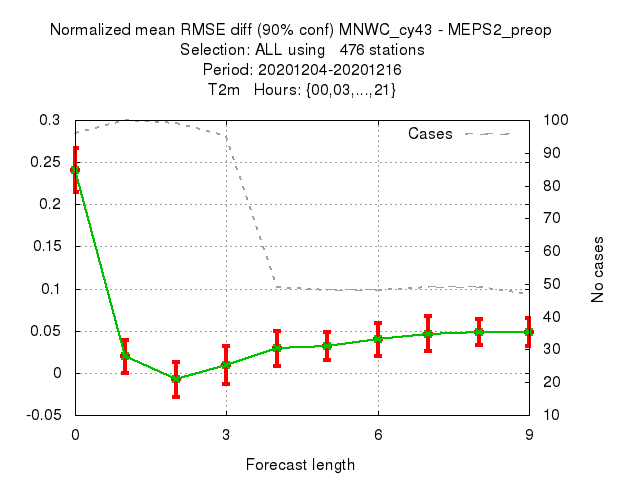 Normalized mean RMSE diff (90% conf) MNWC_cy43 - MEPS2_preop
Selection: ALL using   476 stations
Period: 20201204-20201216
T2m   Hours: {00,03,...,21}
Cases
0.3
0.25
0.2
0.15
0.1
0.05
0
-0.05
100
90
80
70
60
50
40
30
20
10
No cases
0 3 6 9
Forecast length